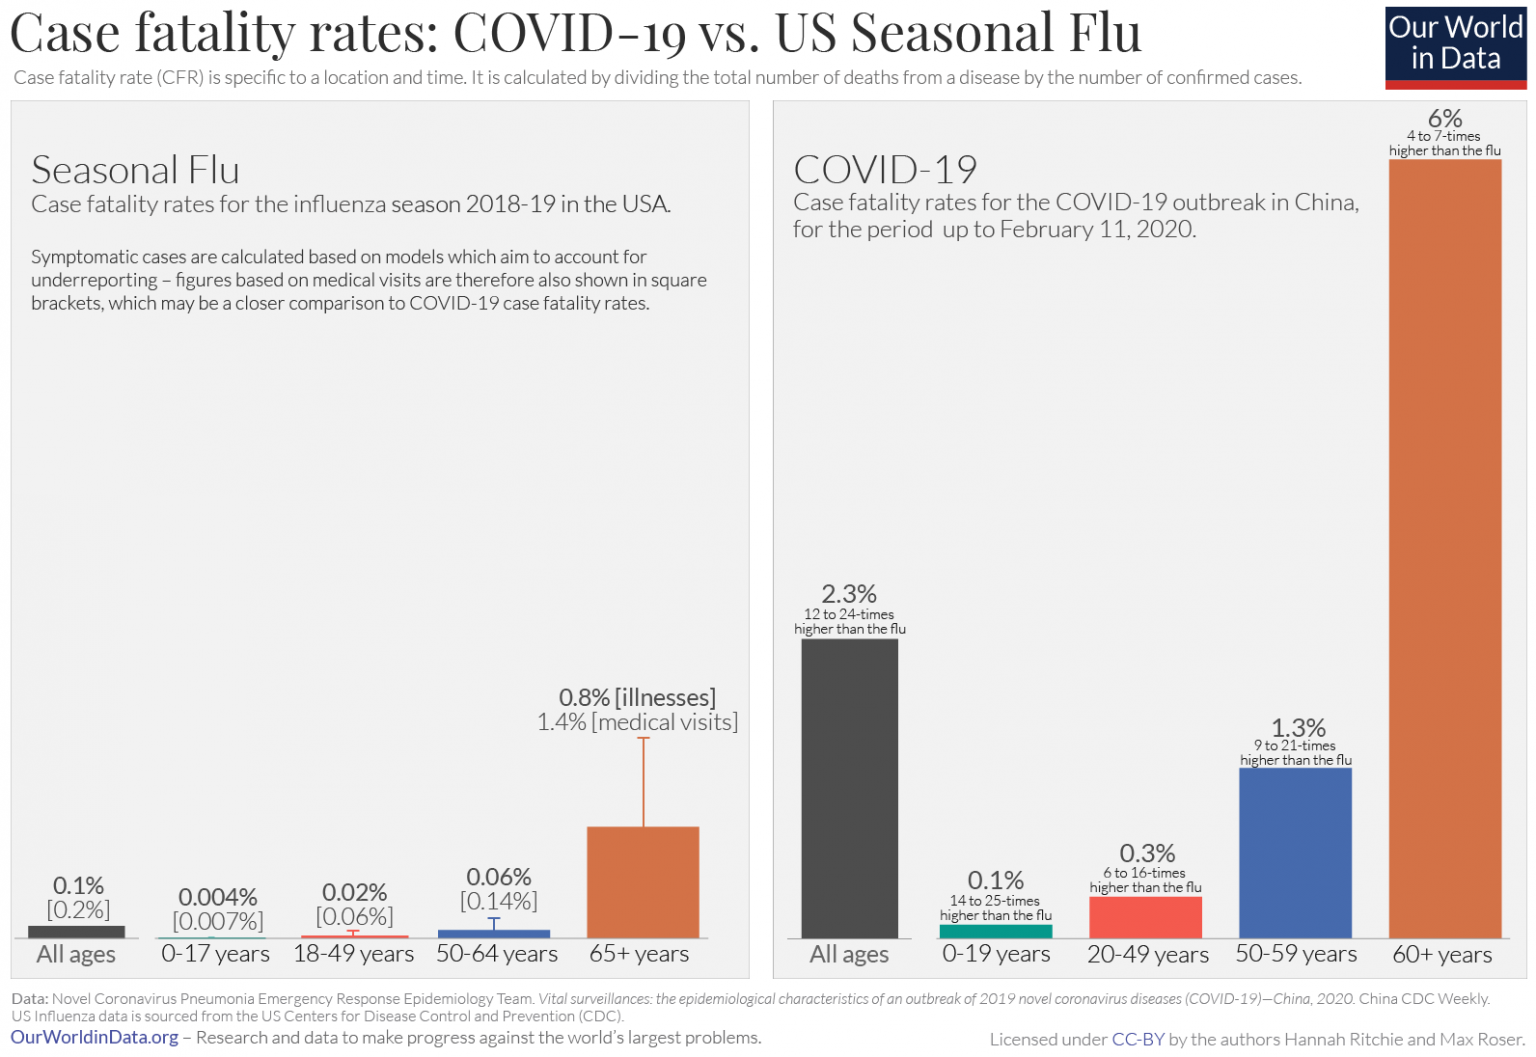 Case fatality rates: COVID-19 vs. US Seasonal Flu
Our World
in Data
Case fatality rate (CFR) is specific to a location and time. It is calculated by dividing the total number of deaths from a disease by the number of confirmed cases.
Seasonal Flu
Case fatality rates for the influenza season 2018-19 in the USA.
Symptomatic cases are calculated based on models which aim to account for
underreporting – figures based on medical visits are therefore also shown in square
brackets, which may be a closer comparison to COVID-19 case fatality rates.
0.1%
[0.2%]
All ages
0.004%
[0.007%]
0-17 years
0.02%
[0.06%]
18-49 years
0.06%
[0.14%]
50-64 years
0.8% [illnesses]
1.4% [medical visits]
65+ years
COVID-19
Case fatality rates for the COVID-19 outbreak in China,
for the period up to February 11, 2020.
2.3%
12 to 24-times
higher than the flu
All ages
0.1%
14 to 25-times
higher than the flu
0-19 years
0.3%
6 to 16-times
higher than the flu
20-49 years
1.3%
9 to 21-times
higher than the flu
50-59 years
6%
4 to 7-times
higher than the flu
60+ years
Data: Novel Coronavirus Pneumonia Emergency Response Epidemiology Team. Vital surveillances: the epidemiological characteristics of an outbreak of 2019 novel coronavirus diseases (COVID-19)—China, 2020. China CDC Weekly.
US Influenza data is sourced from the US Centers for Disease Control and Prevention (CDC).
OurWorldinData.org – Research and data to make progress against the world's largest problems.
Licensed under CC-BY by the authors Hannah Ritchie and Max Roser.